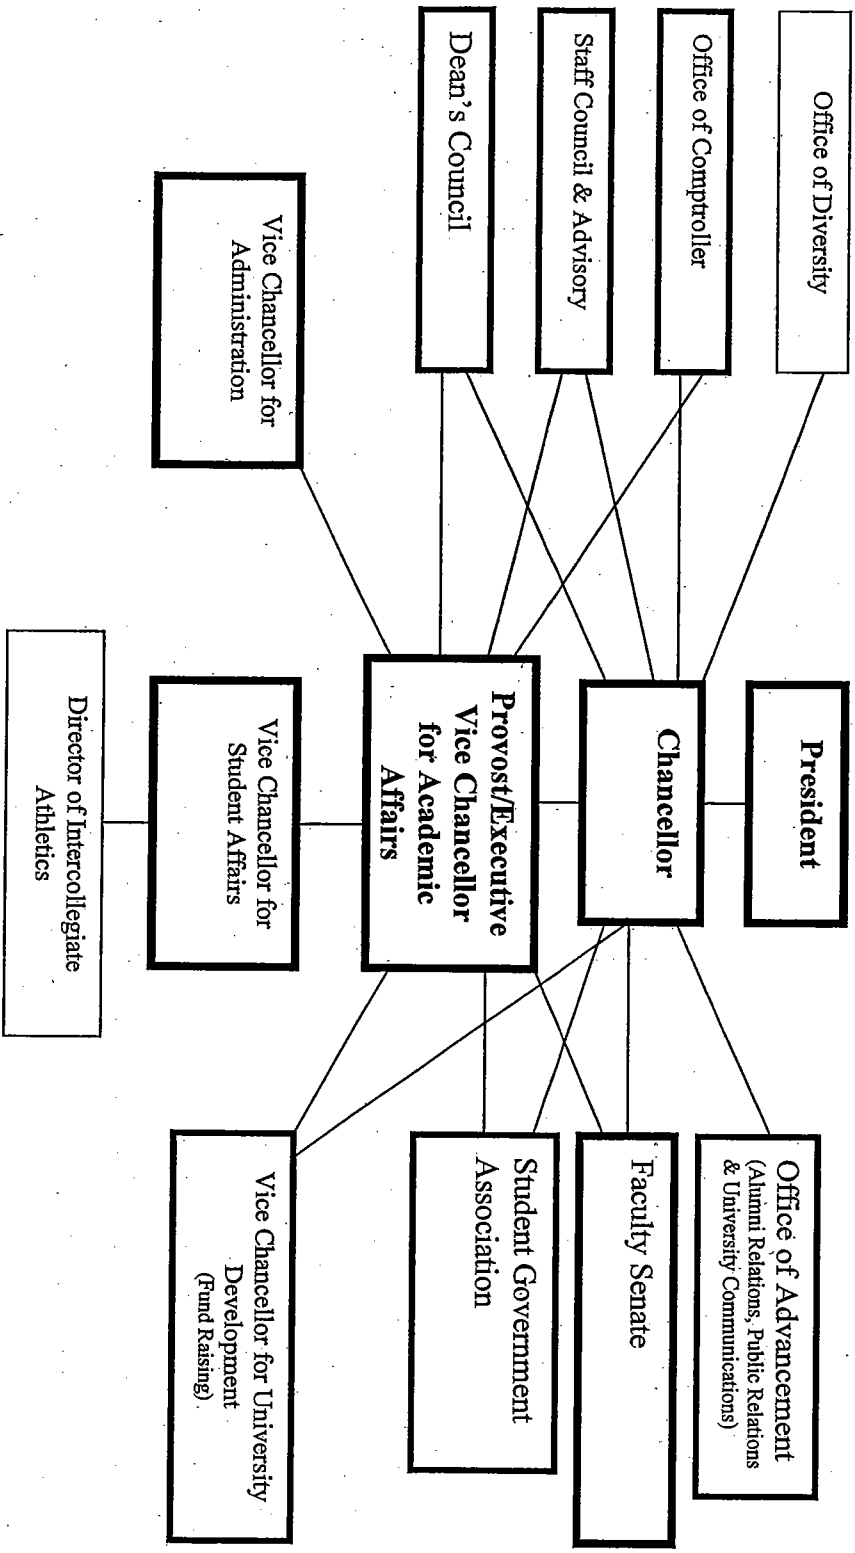 President
Chancellor
Provost/Executive
Vice Chancellor
for Academic
Affairs
Office of Diversity
Office of Comptroller
Staff Council & Advisory
Dean's Council
Vice Chancellor for
Administration
Vice Chancellor for
Student Affairs
Director of Intercollegiate
Athletics
Office of Advancement
(Alumni Relations, Public Relations
& University Communications)
Faculty Senate
Student Government
Association
Vice Chancellor for University
Development
(Fund Raising)